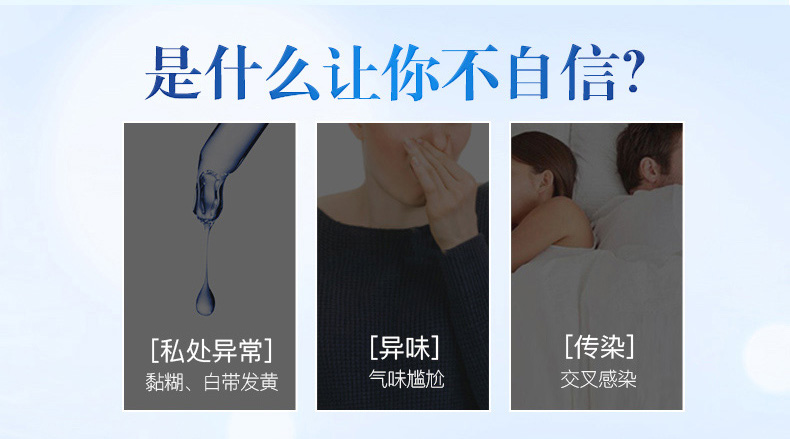 是什么让你不自信?
[私处异常]
黏糊、白带发黄
[异味]
气味尴尬
[传染]
交叉感染